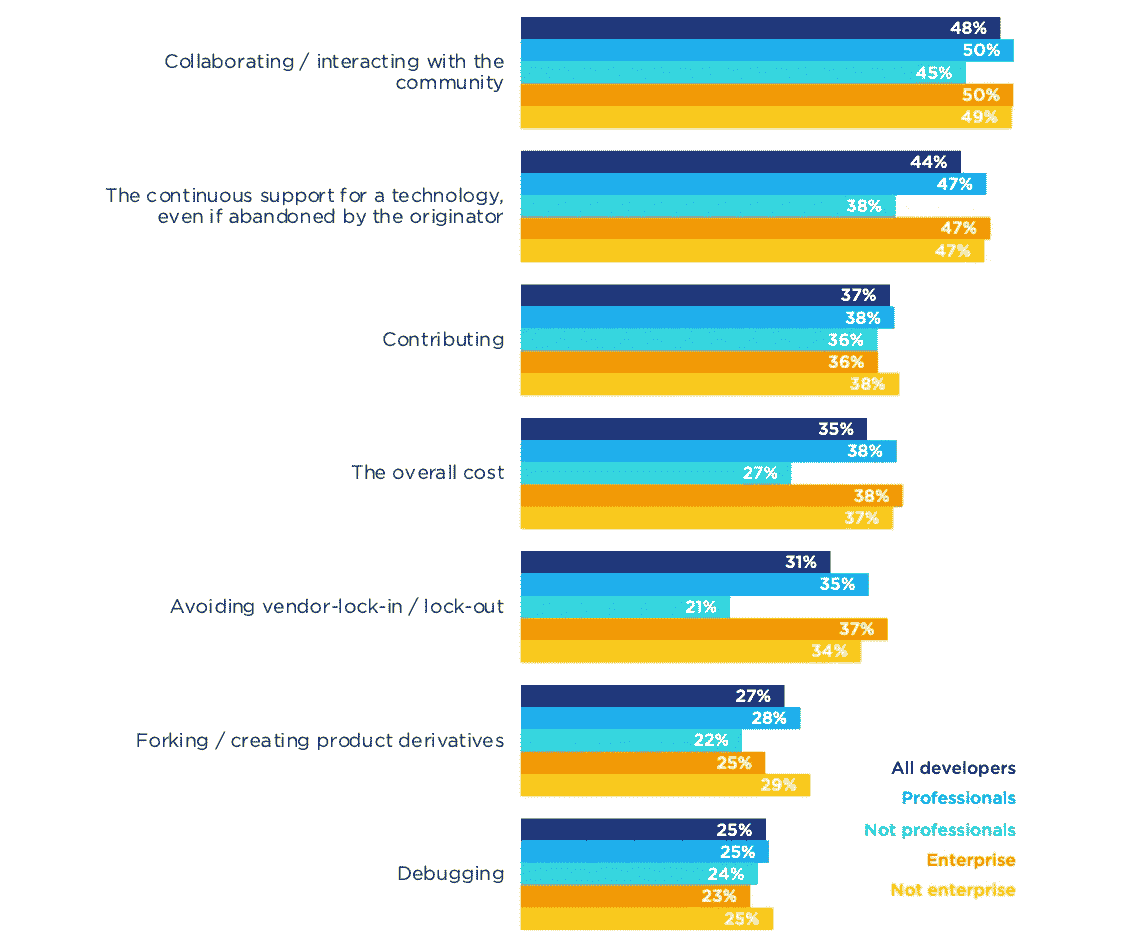 48%
50%
Collaborating / interacting with the
community
45%
50%
49%
44%
47%
The continuous support for a technology,
even if abandoned by the originator
38%
47%
47%
37%
38%
Contributing
36%
36%
38%
35%
38%
The overall cost
27%
38%
37%
31%
35%
Avoiding vendor-lock-in / lock-out
21%
37%
34%
27%
28%
Forking / creating product derivatives
22%
25%
29%
All developers
Professionals
Not professionals
Enterprise
Not enterprise
25%
25%
Debugging
24%
23%
25%